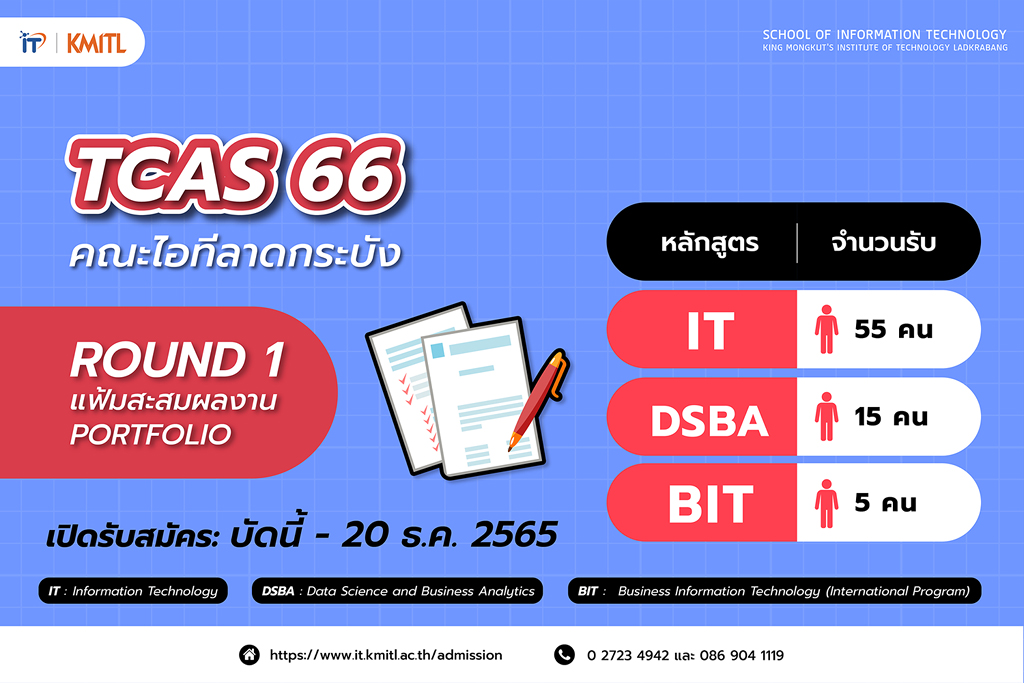 IT | KMITL
SCHOOL OF INFORMATION TECHNOLOGY
KING MONGKUT'S INSTITUTE OF TECHNOLOGY LADKRABANG
TCAS 66
คณะไอทีลาดกระบัง
ROUND 1
แฟ้มสะสมผลงาน
PORTFOLIO
เปิดรับสมัคร: บัดนี้ - 20 ธ.ค. 2565
หลักสูตร | จำนวนรับ
IT 55 คน
DSBA 15 คน
BIT 5 คน
IT : Information Technology
DSBA : Data Science and Business Analytics
BIT : Business Information Technology (International Program)
https://www.it.kmitl.ac.th/admission
0 2723 4942 และ 086 904 1119